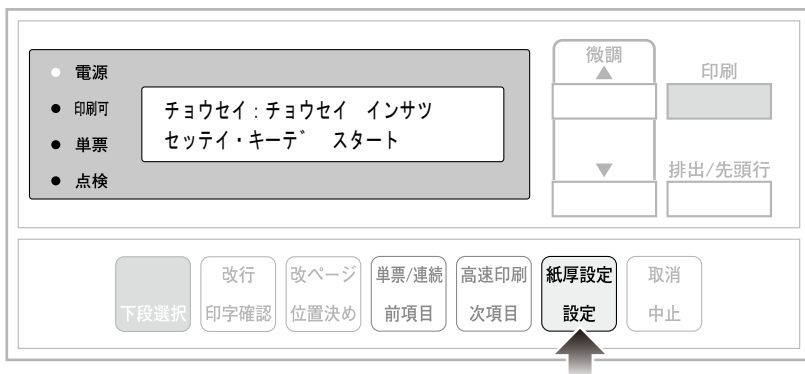 電源
印刷可
単票
点検
チョウセイ：チョウセイ　インサツ
セッテイ・キーデ　スタート
微調
▲
▼
印刷
排出/先頭行
下段選択
改行
印字確認
改ページ
位置決め
単票/連続
前項目
高速印刷
次項目
紙厚設定
設定
取消
中止